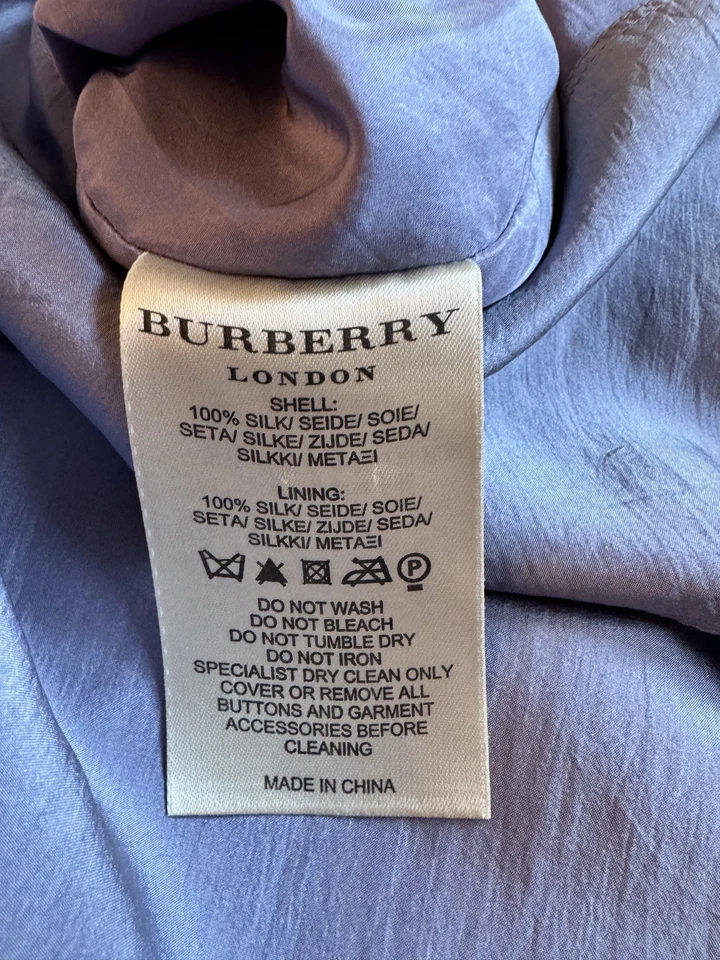 BURBERRY
LONDON
SHELL:
100% SILK/ SEIDE/ SOIE/
SETA/ SILKE/ ZIJDE/ SEDA/
SILKKI/ METAΞI
LINING:
100% SILK/ SEIDE/ SOIE/
SETA/ SILKE/ ZIJDE/ SEDA/
SILKKI/ METAΞI
P
DO NOT WASH
DO NOT BLEACH
DO NOT TUMBLE DRY
DO NOT IRON
SPECIALIST DRY CLEAN ONLY
COVER OR REMOVE ALL
BUTTONS AND GARMENT
ACCESSORIES BEFORE
CLEANING
MADE IN CHINA